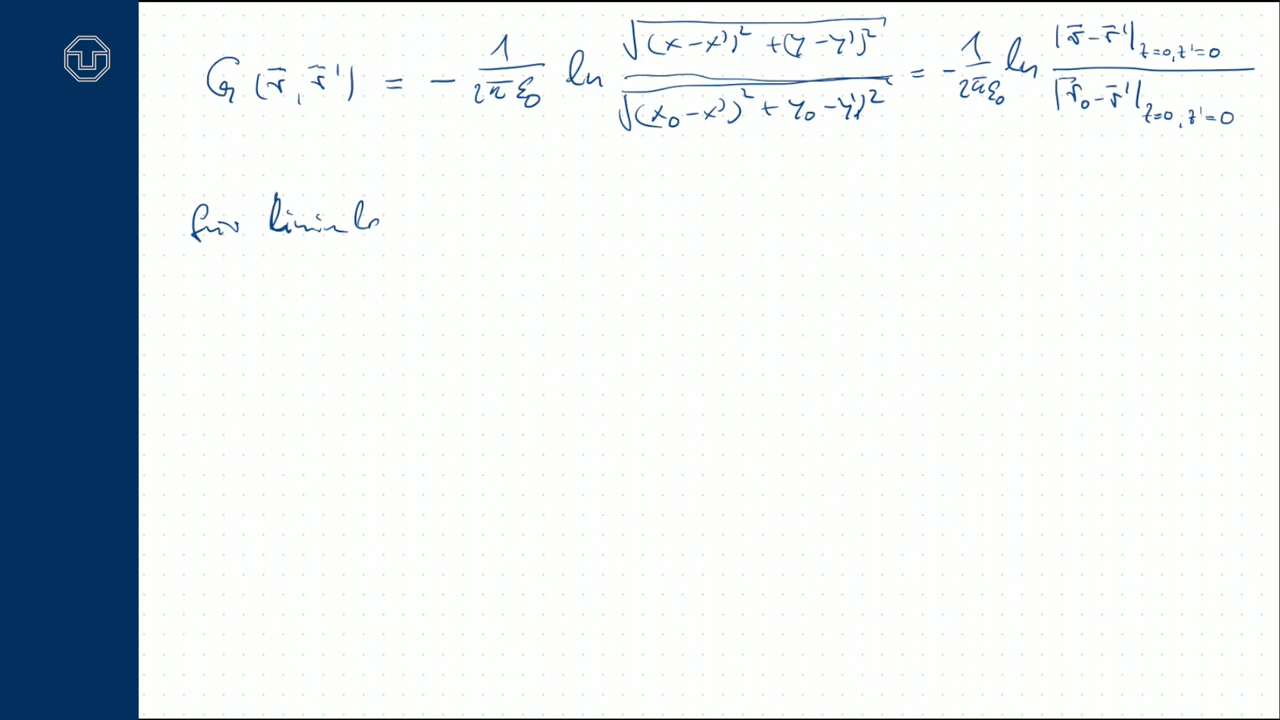 G(r⃗, r⃗') = - 1/(2πε₀) ln √((x-x')² + (y-y')²) / √((x₀-x')² + y₀-y')² = - 1/(2πε₀) ln |r⃗-r⃗'|_{z=0, z'=0} / |r⃗₀-r⃗'|_{z=0, z'=0}
für